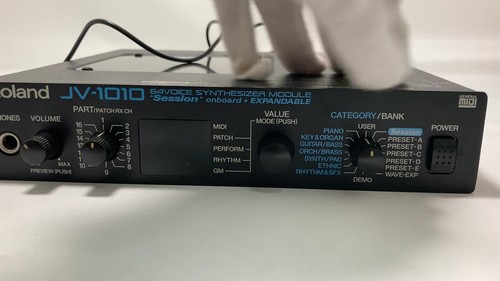 Roland JV-1010 64VOICE SYNTHESIZER MODULE
"Session" onboard + EXPANDABLE
GENERAL
MIDI
PHONES
VOLUME
MAX
PREVIEW (PUSH)
PART/PATCH RX CH
1
16 2
15 3
14 4
13 5
12 6
11 7
10 8
9
MIDI
PATCH
PERFORM
RHYTHM
GM
VALUE
MODE (PUSH)
CATEGORY/BANK
USER
PIANO
KEY & ORGAN
GUITAR/BASS
ORCH/BRASS
SYNTH/PAD
ETHNIC
RHYTHM & SFX
DEMO
Session
PRESET-A
PRESET-B
PRESET-C
PRESET-D
PRESET-E
WAVE-EXP
POWER